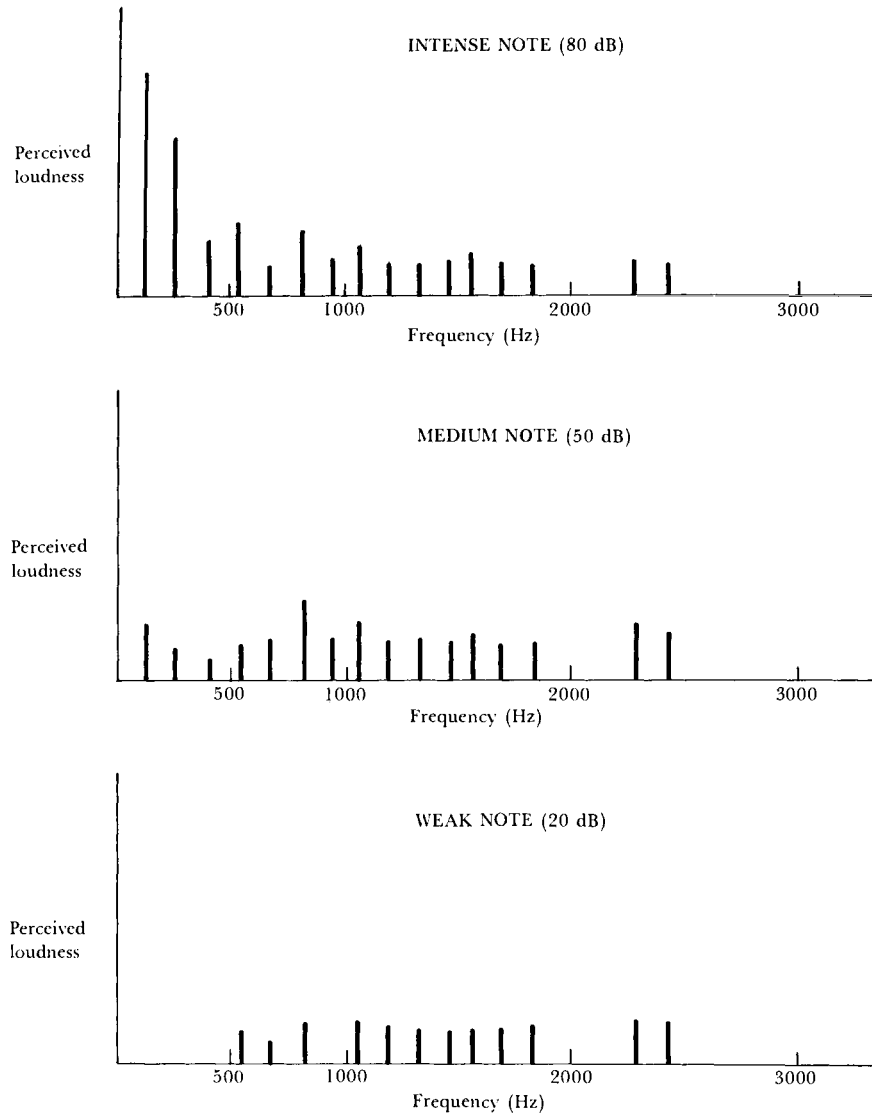 INTENSE NOTE (80 dB)
Perceived
loudness
500 1000 2000 3000
Frequency (Hz)
MEDIUM NOTE (50 dB)
Perceived
loudness
500 1000 2000 3000
Frequency (Hz)
WEAK NOTE (20 dB)
Perceived
loudness
500 1000 2000 3000
Frequency (Hz)